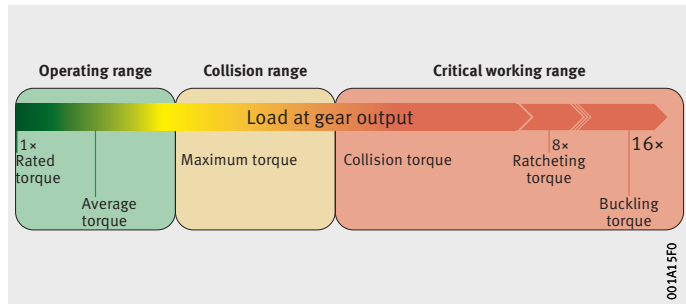 Operating range
Collision range
Critical working range
Load at gear output
1×
Rated
torque
Average
torque
Maximum torque
Collision torque
8×
Ratcheting
torque
16×
Buckling
torque
001A15F0